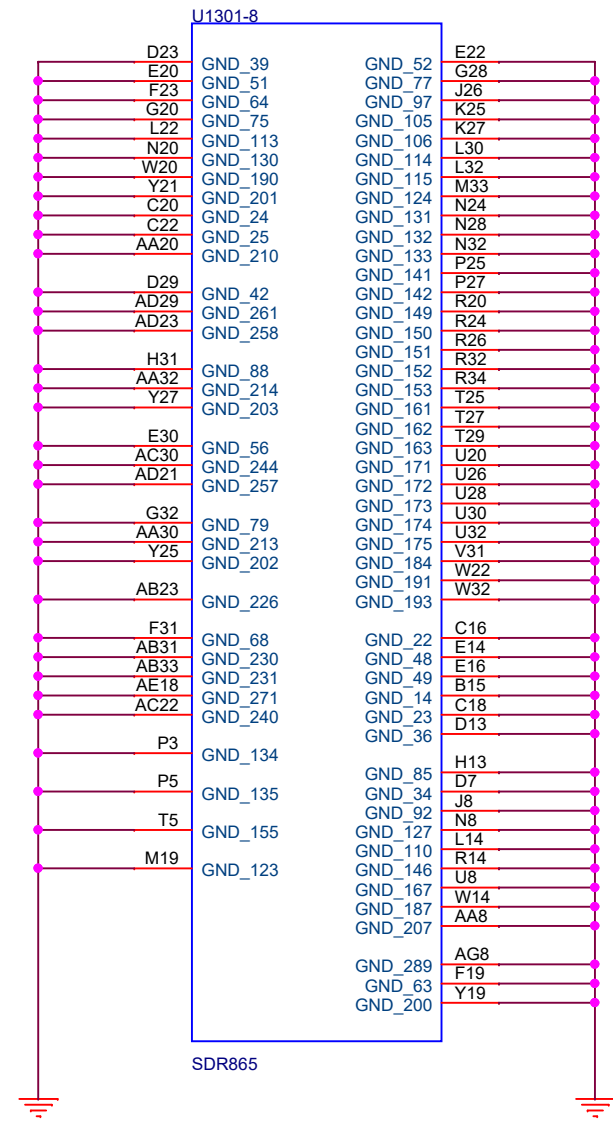 U1301-8
D23 GND_39
E20 GND_51
F23 GND_64
G20 GND_75
L22 GND_113
N20 GND_130
W20 GND_190
Y21 GND_201
C20 GND_24
C22 GND_25
AA20 GND_210
D29 GND_42
AD29 GND_261
AD23 GND_258
H31 GND_88
AA32 GND_214
Y27 GND_203
E30 GND_56
AC30 GND_244
AD21 GND_257
G32 GND_79
AA30 GND_213
Y25 GND_202
AB23 GND_226
F31 GND_68
AB31 GND_230
AB33 GND_231
AE18 GND_271
AC22 GND_240
P3 GND_134
P5 GND_135
T5 GND_155
M19 GND_123
GND_52 E22
GND_77 G28
GND_97 J26
GND_105 K25
GND_106 K27
GND_114 L30
GND_115 L32
GND_124 M33
GND_131 N24
GND_132 N28
GND_133 N32
GND_141 P25
GND_142 P27
GND_149 R20
GND_150 R24
GND_151 R26
GND_152 R32
GND_153 R34
GND_161 T25
GND_162 T27
GND_163 T29
GND_171 U20
GND_172 U26
GND_173 U28
GND_174 U30
GND_175 U32
GND_184 V31
GND_191 W22
GND_193 W32
GND_22 C16
GND_48 E14
GND_49 E16
GND_14 B15
GND_23 C18
GND_36 D13
GND_85 H13
GND_34 D7
GND_92 J8
GND_127 N8
GND_110 L14
GND_146 R14
GND_167 U8
GND_187 W14
GND_207 AA8
GND_289 AG8
GND_63 F19
GND_200 Y19
SDR865